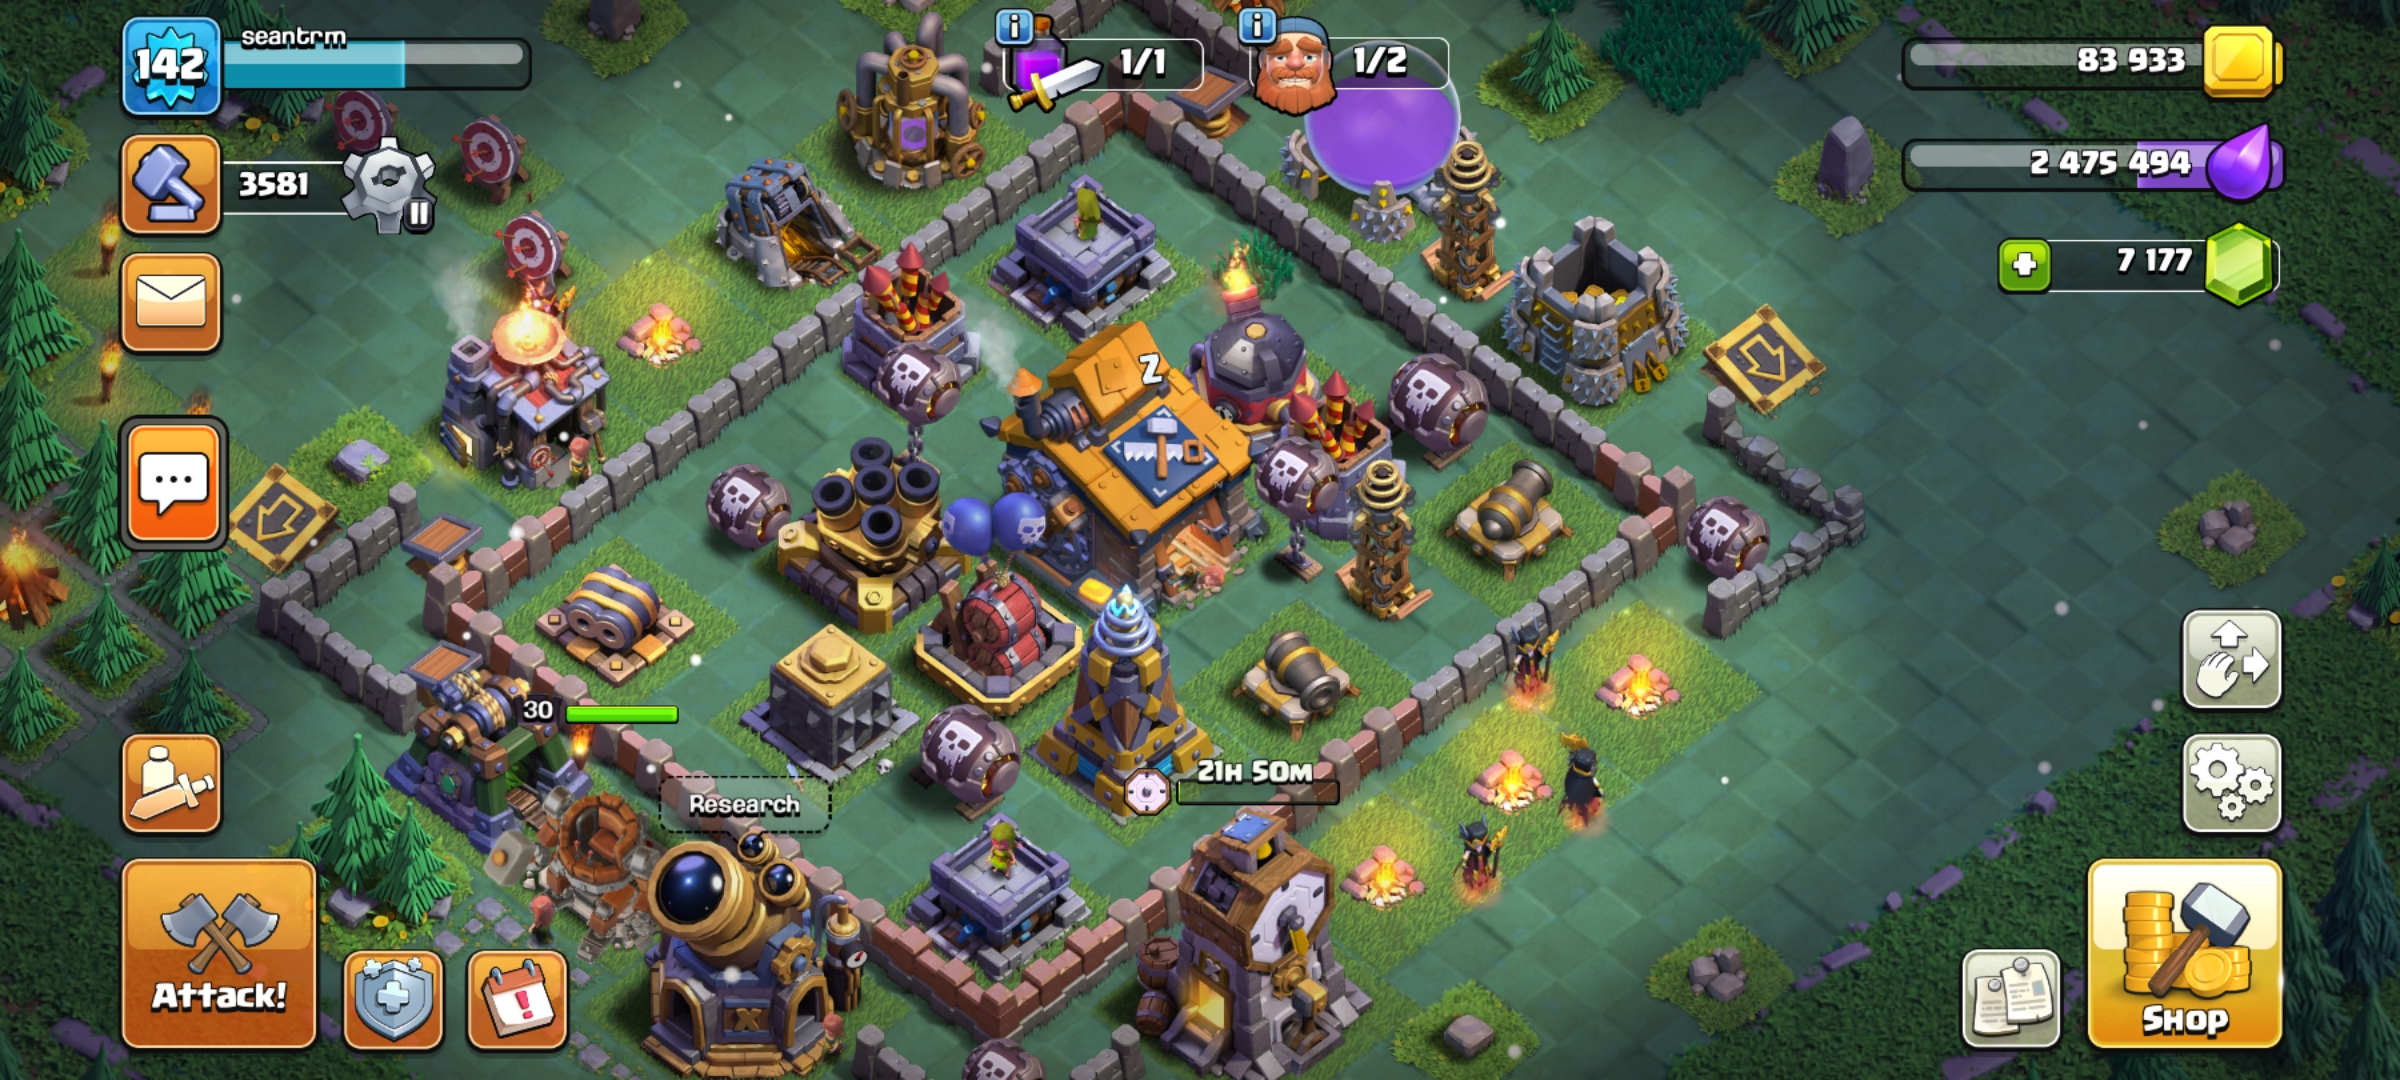 142
seantrm
1/1
1/2
83 933
3581
2 475 494
7 177
Z
30
21H 50M
Research
Attack!
Shop